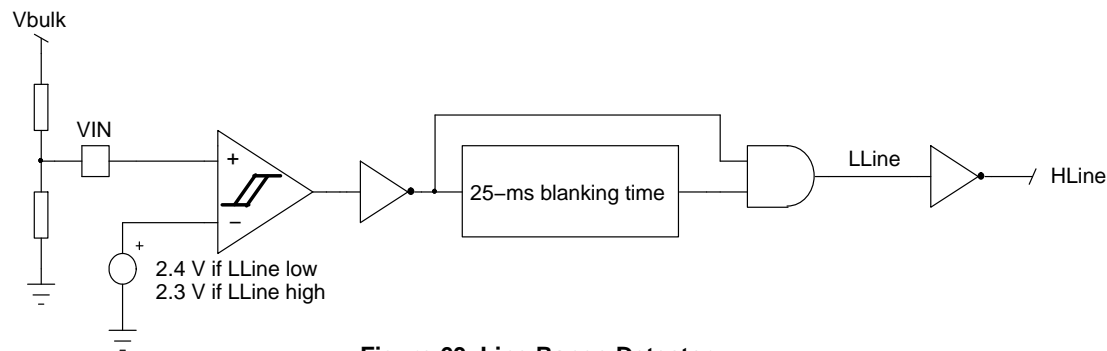 Vbulk
VIN
+
−
+
2.4 V if LLine low
2.3 V if LLine high
25−ms blanking time
LLine
HLine